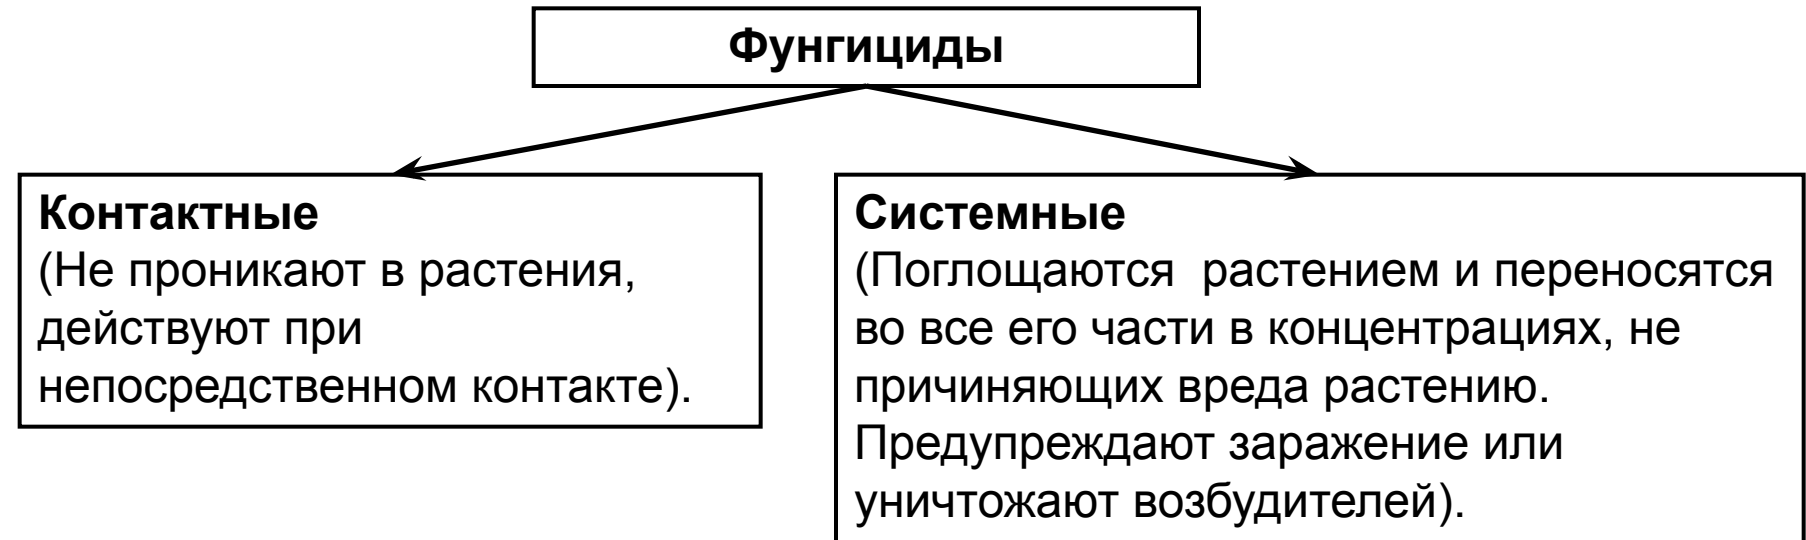 Фунгициды
Контактные
(Не проникают в растения,
действуют при
непосредственном контакте).
Системные
(Поглощаются  растением и переносятся
во все его части в концентрациях, не
причиняющих вреда растению.
Предупреждают заражение или
уничтожают возбудителей).